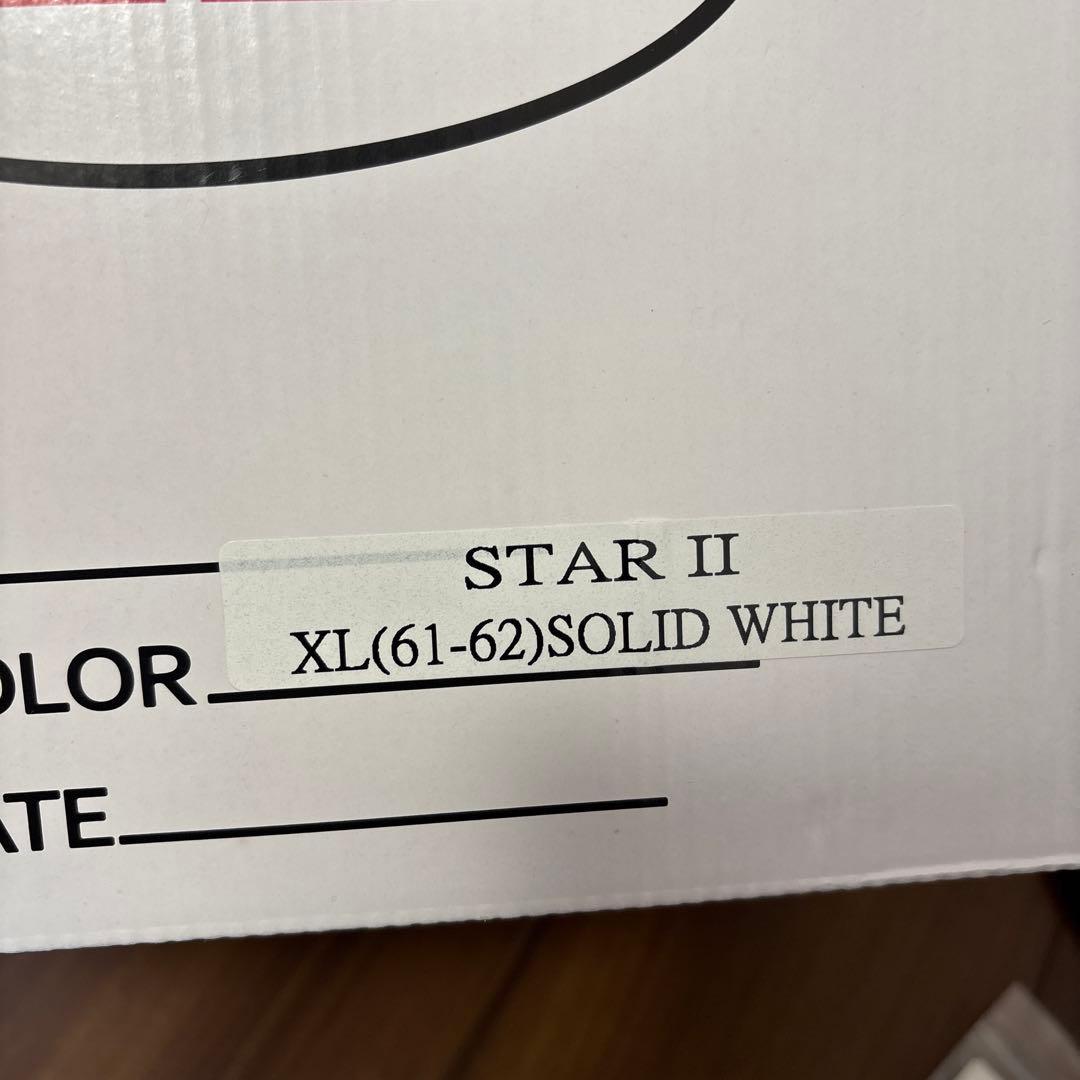 STAR II
XL(61-62)SOLID WHITE
OLOR
ATE